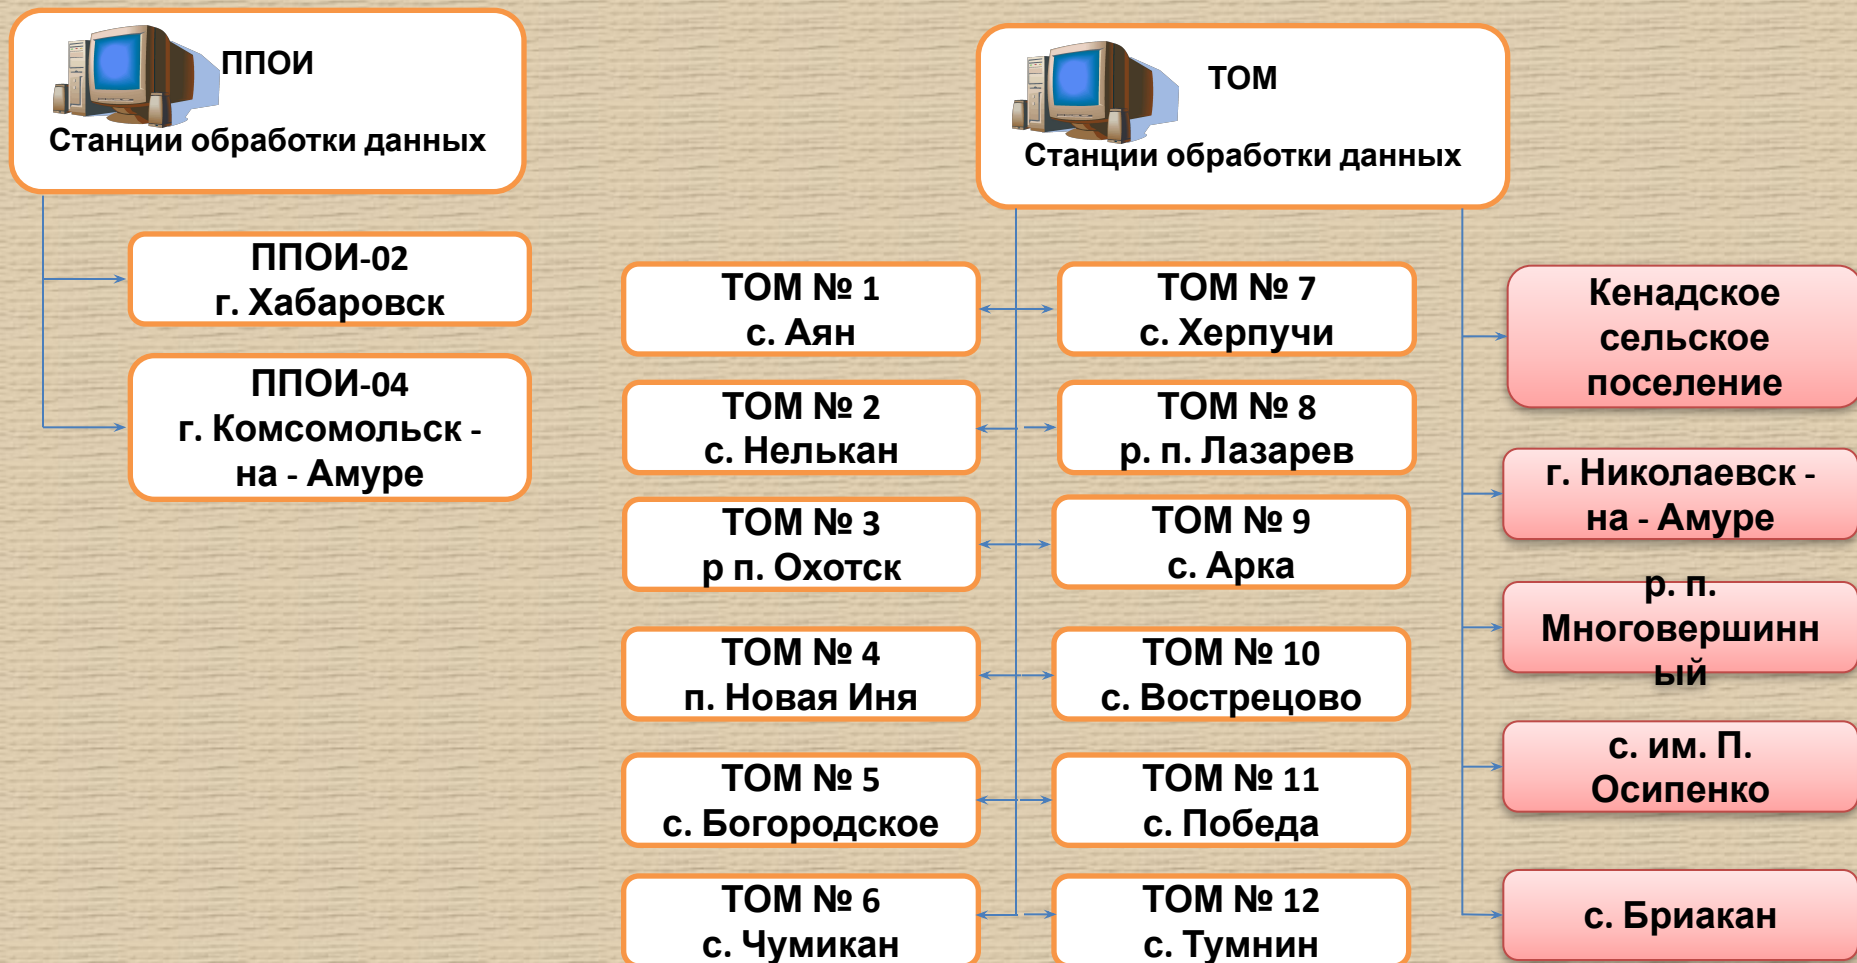 ППОИ
Станции обработки данных
ППОИ-02
г. Хабаровск
ППОИ-04
г. Комсомольск -
на - Амуре
ТОМ
Станции обработки данных
ТОМ № 1
с. Аян
ТОМ № 2
с. Нелькан
ТОМ № 3
р п. Охотск
ТОМ № 4
п. Новая Иня
ТОМ № 5
с. Богородское
ТОМ № 6
с. Чумикан
ТОМ № 7
с. Херпучи
ТОМ № 8
р. п. Лазарев
ТОМ № 9
с. Арка
ТОМ № 10
с. Вострецово
ТОМ № 11
с. Победа
ТОМ № 12
с. Тумнин
Кенадское
сельское
поселение
г. Николаевск -
на - Амуре
р. п.
Многовершинн
ый
с. им. П.
Осипенко
с. Бриакан